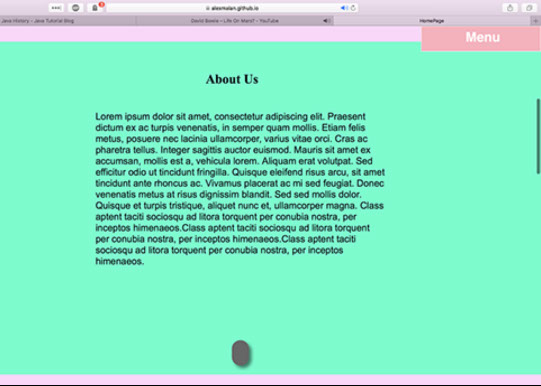 alexmalan.github.io
Java History - Java Tutorial Blog
David Bowie – Life On Mars? - YouTube
HomePage
Menu
About Us
Lorem ipsum dolor sit amet, consectetur adipiscing elit. Praesent
dictum ex ac turpis venenatis, in semper quam mollis. Etiam felis
metus, posuere nec lacinia ullamcorper, varius vitae orci. Cras ac
pharetra tellus. Integer sagittis auctor euismod. Mauris sit amet ex
accumsan, mollis est a, vehicula lorem. Aliquam erat volutpat. Sed
efficitur odio ut tincidunt fringilla. Quisque eleifend risus arcu, sit amet
tincidunt ante rhoncus ac. Vivamus placerat ac mi sed feugiat. Donec
venenatis metus at risus dignissim blandit. Sed sed mollis dolor.
Quisque et turpis tristique, aliquet nunc et, ullamcorper magna. Class
aptent taciti sociosqu ad litora torquent per conubia nostra, per
inceptos himenaeos.Class aptent taciti sociosqu ad litora torquent
per conubia nostra, per inceptos himenaeos.Class aptent taciti
sociosqu ad litora torquent per conubia nostra, per inceptos
himenaeos.